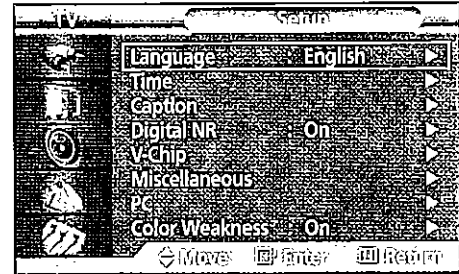 TV Setup
Language : English
Time
Caption
Digital NR : On
V-Chip
Miscellaneous
PC
Color Weakness : On
Move Enter Return